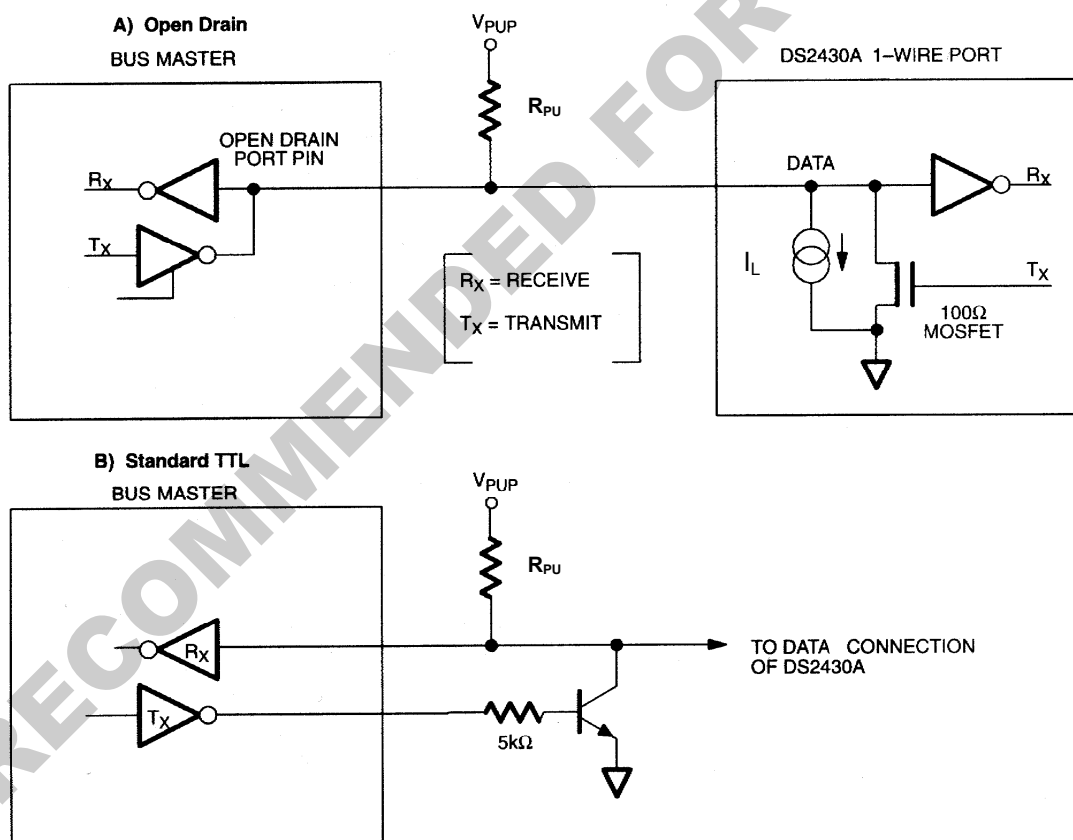 A) Open Drain
BUS MASTER
VPUP
DS2430A 1–WIRE PORT
RPU
OPEN DRAIN
PORT PIN
RX
TX
DATA
RX
IL
TX
100Ω
MOSFET
RX = RECEIVE
TX = TRANSMIT
B) Standard TTL
BUS MASTER
VPUP
RPU
RX
TX
5kΩ
TO DATA CONNECTION
OF DS2430A
RECOMMENDED FOR